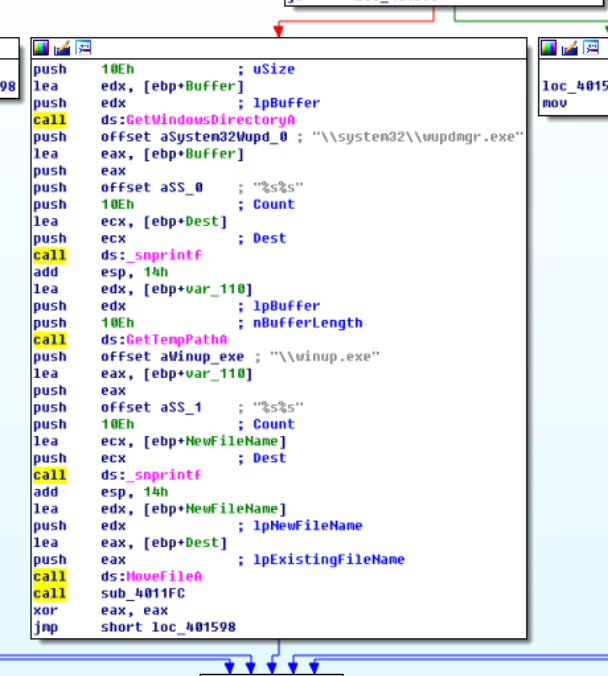 push 10Eh ; uSize
98
lea edx, [ebp+Buffer]
loc_4015
push edx ; lpBuffer
mov
call ds:GetWindowsDirectoryA
push offset aSystem32Wupd_0 ; "\\system32\\wupdmgr.exe"
lea eax, [ebp+Buffer]
push eax
push offset aSS_0 ; "%s%s"
push 10Eh ; Count
lea ecx, [ebp+Dest]
push ecx ; Dest
call ds:_snprintf
add esp, 14h
lea edx, [ebp+var_110]
push edx ; lpBuffer
push 10Eh ; nBufferLength
call ds:GetTempPathA
push offset aWinup_exe ; "\\winup.exe"
lea eax, [ebp+var_110]
push eax
push offset aSS_1 ; "%s%s"
push 10Eh ; Count
lea ecx, [ebp+NewFileName]
push ecx ; Dest
call ds:_snprintf
add esp, 14h
lea edx, [ebp+NewFileName]
push edx ; lpNewFileName
lea eax, [ebp+Dest]
push eax ; lpExistingFileName
call ds:MoveFileA
call sub_4011FC
xor eax, eax
jmp short loc_401598